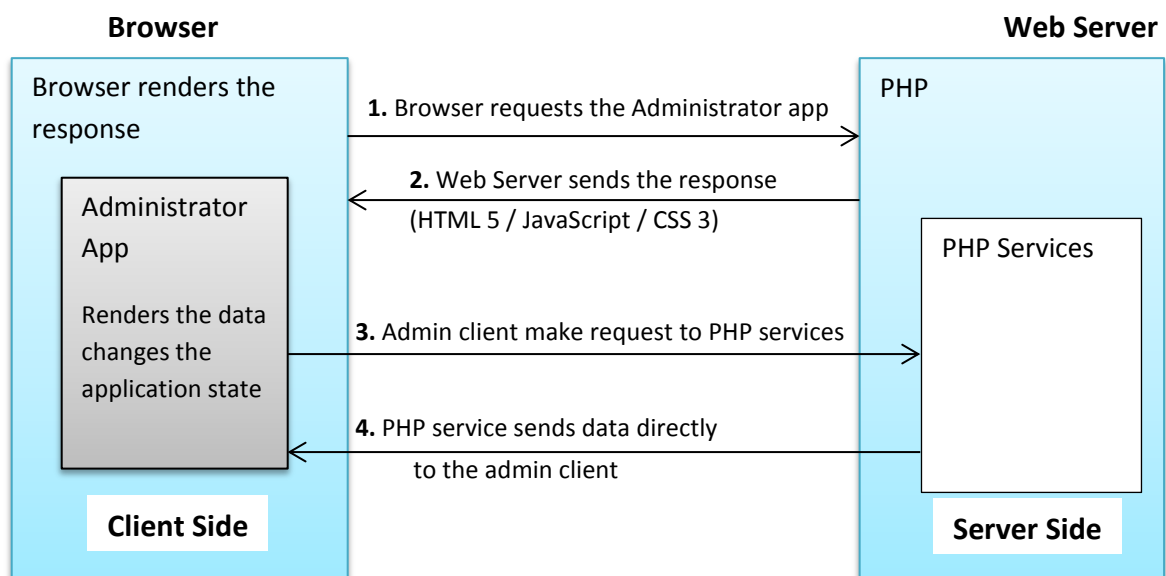 Browser
Web Server
Browser renders the
response
PHP
1. Browser requests the Administrator app
2. Web Server sends the response
(HTML 5 / JavaScript / CSS 3)
Administrator
App
Renders the data
changes the
application state
PHP Services
3. Admin client make request to PHP services
4. PHP service sends data directly
to the admin client
Client Side
Server Side